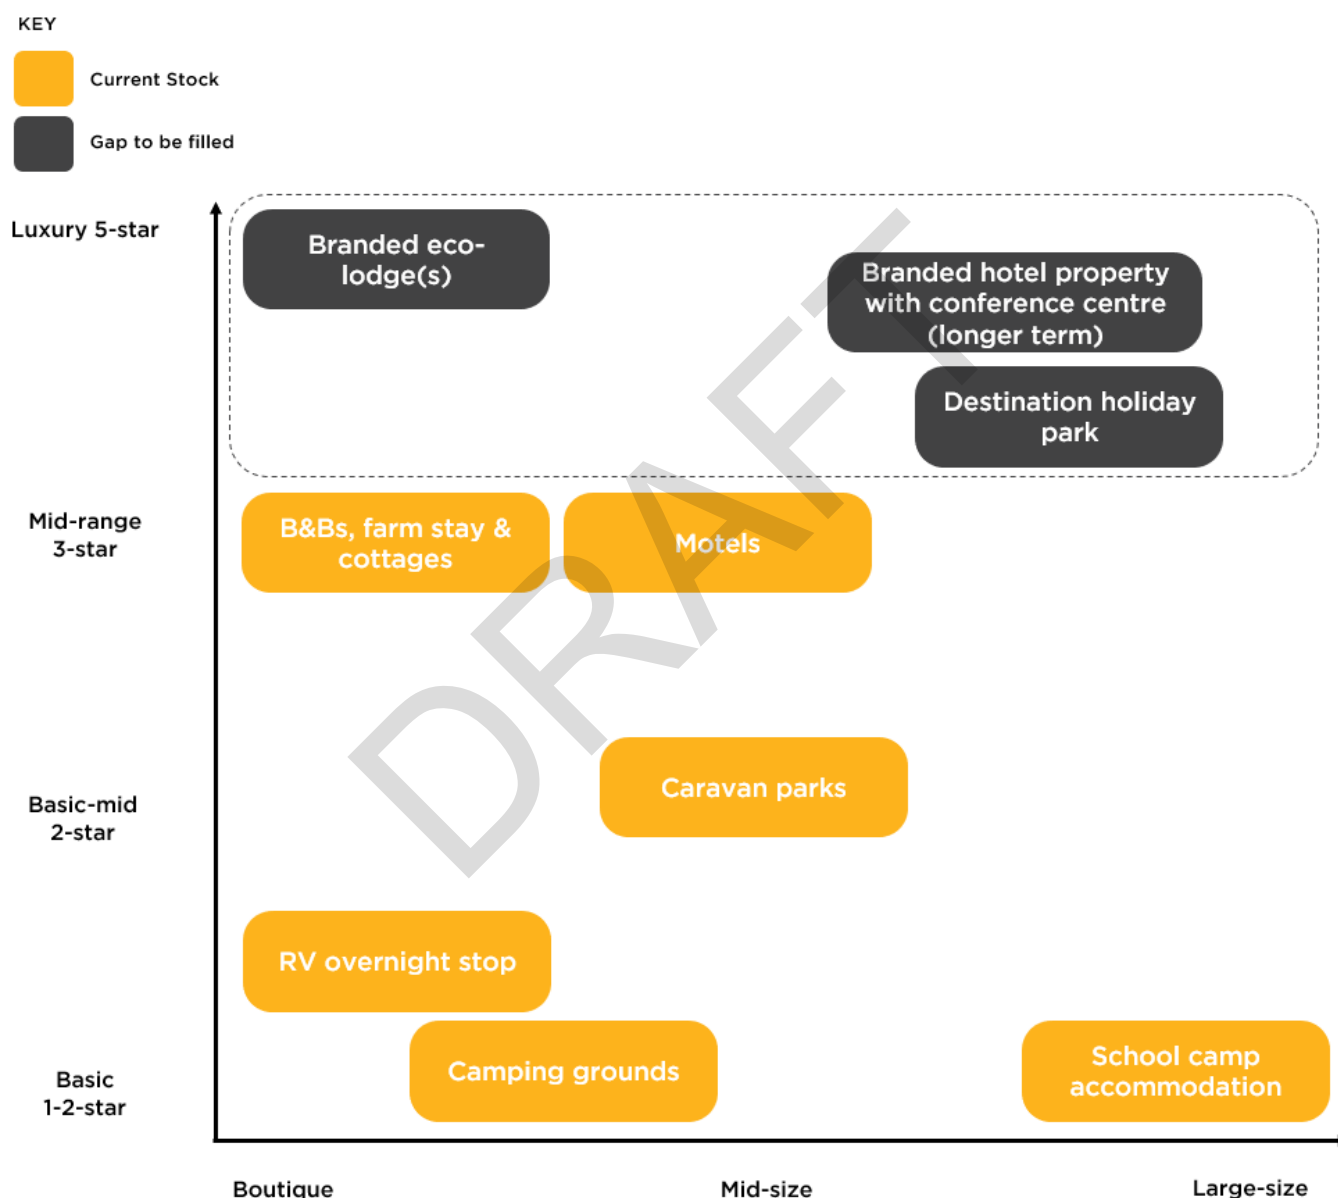 KEY
Current Stock
Gap to be filled
Luxury 5-star
Branded eco-
lodge(s)
Branded hotel property
with conference centre
(longer term)
Destination holiday
park
Mid-range
3-star
B&Bs, farm stay &
cottages
Motels
DRAFT
Basic-mid
2-star
Caravan parks
RV overnight stop
Basic
1-2-star
Camping grounds
School camp
accommodation
Boutique
Mid-size
Large-size